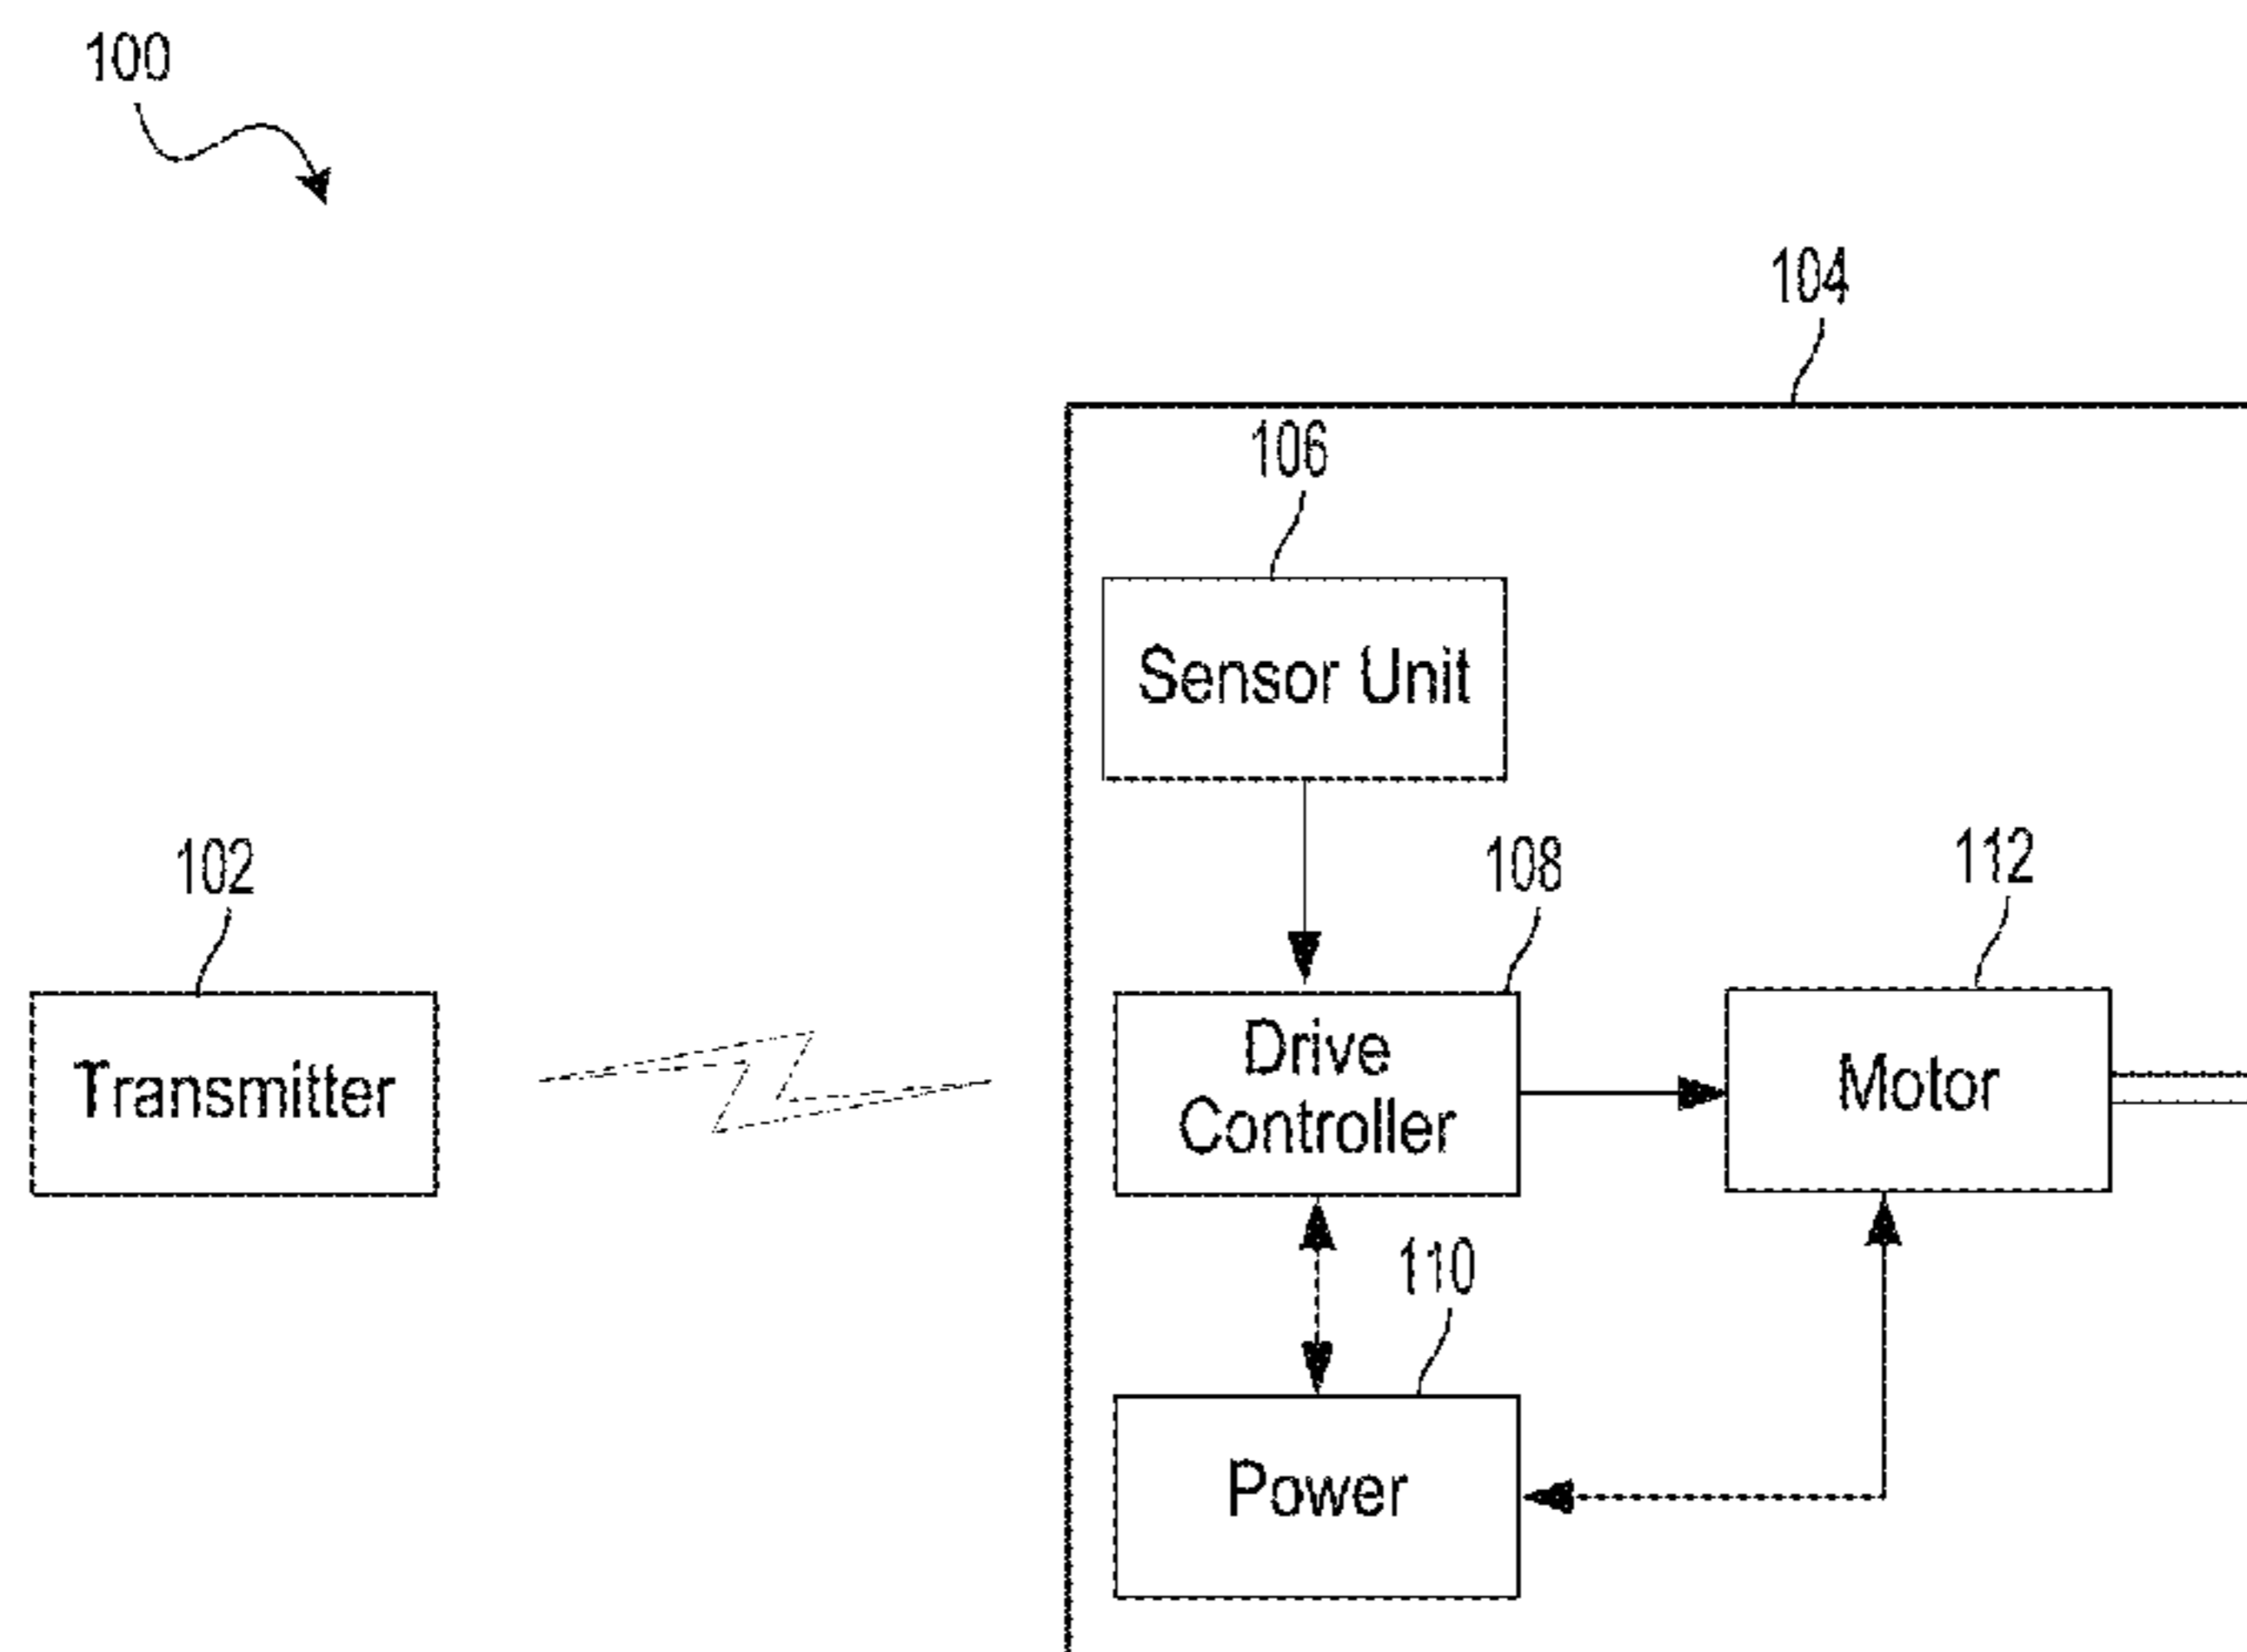 100
104
106
Sensor Unit
102
108
112
Transmitter
Drive
Controller
Motor
110
Power